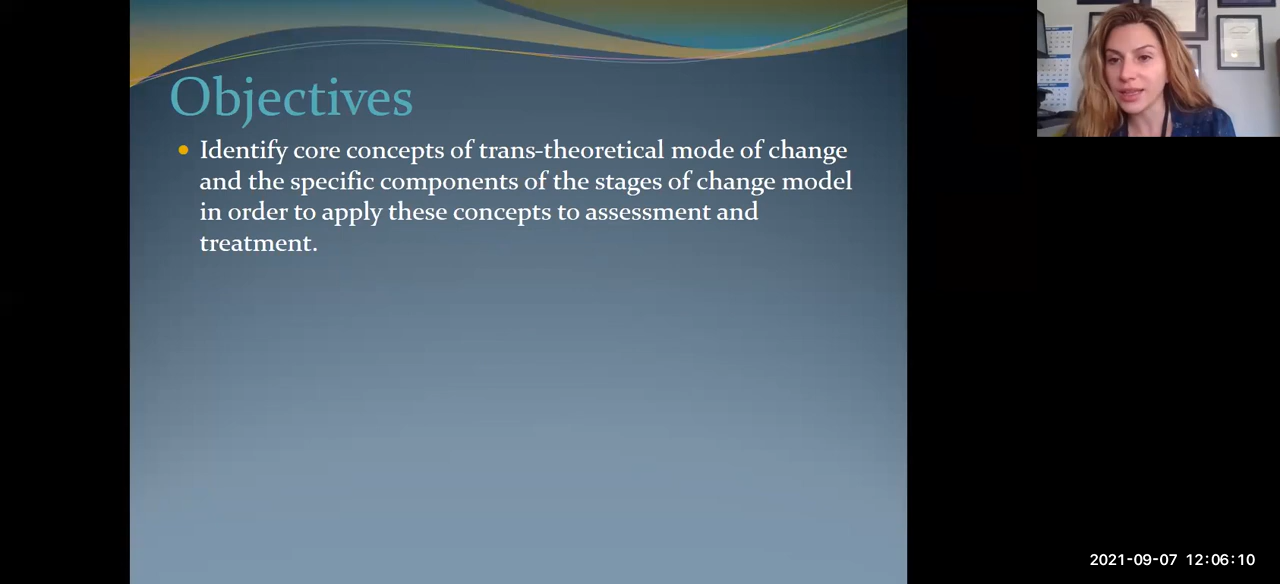 Objectives
Identify core concepts of trans-theoretical mode of change
and the specific components of the stages of change model
in order to apply these concepts to assessment and
treatment.
2021-09-07 12:06:10